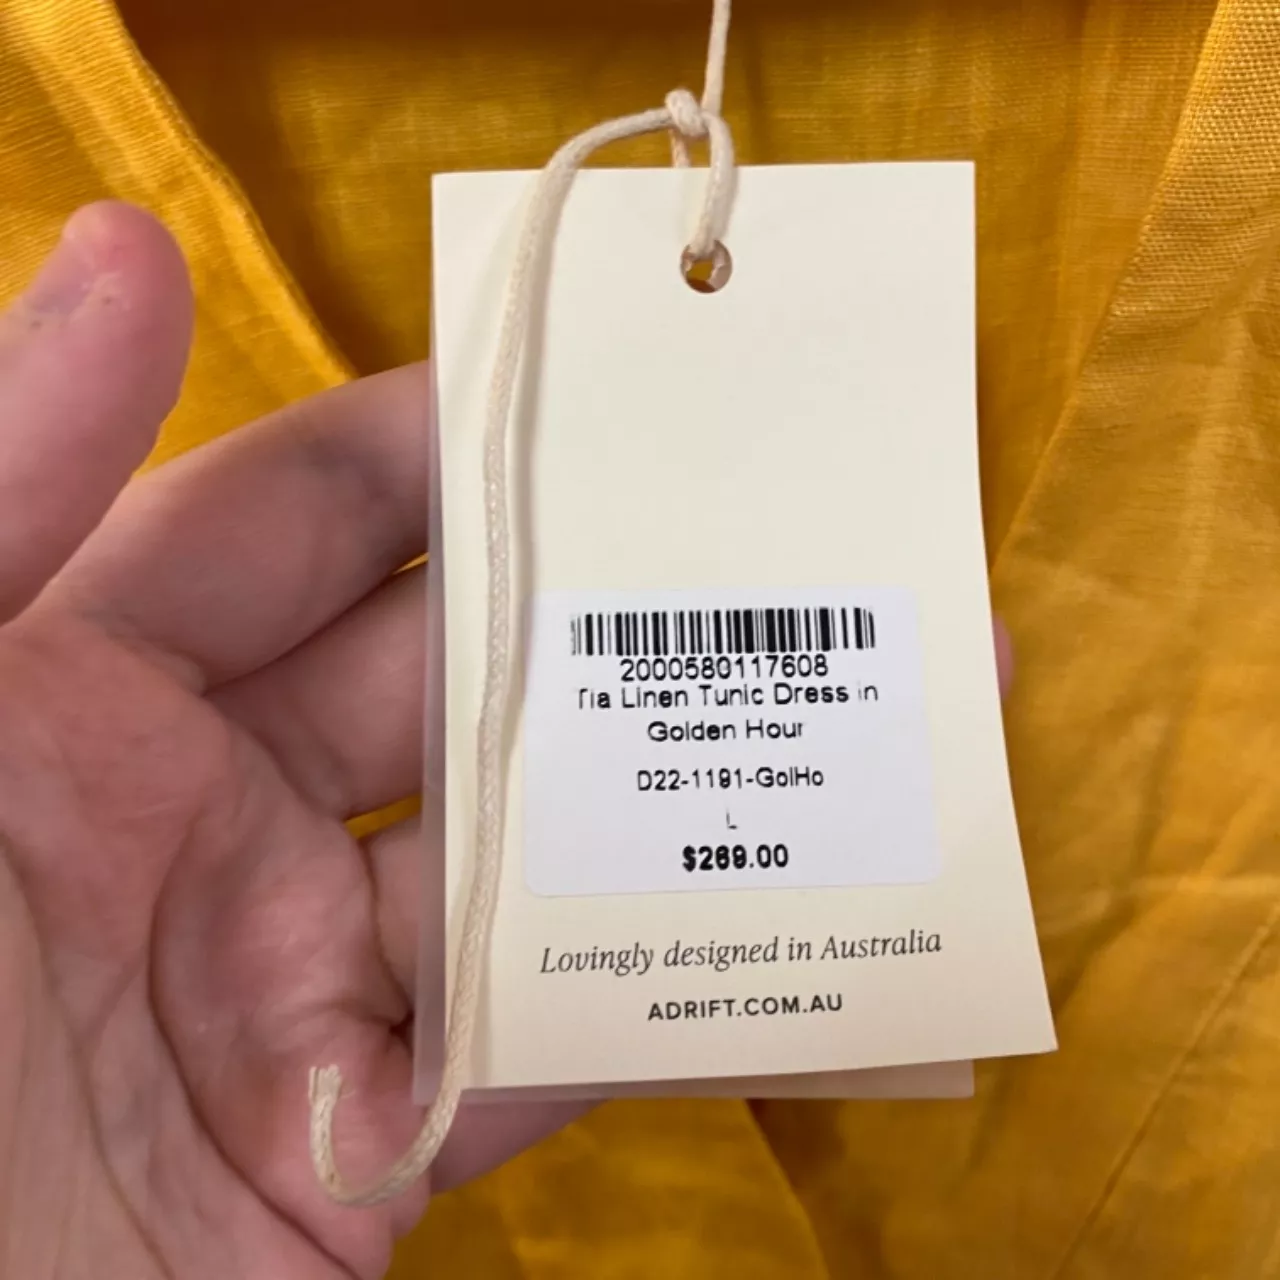 2000580117608
Tia Linen Tunic Dress in
Golden Hour
D22-1191-GolHo
L
$269.00
Lovingly designed in Australia
ADRIFT.COM.AU